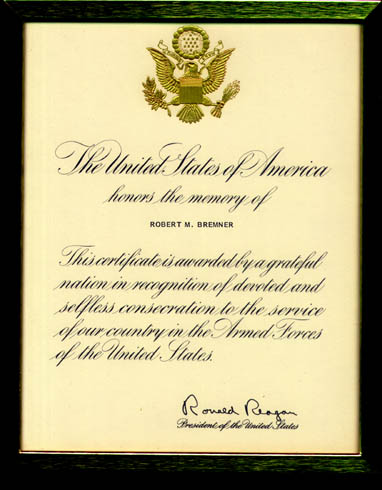 The United States of America
honors the memory of
ROBERT M. BREMNER
This certificate is awarded by a grateful
nation in recognition of devoted and
selfless consecration to the service
of our country in the Armed Forces
of the United States.
Ronald Reagan
President of the United States